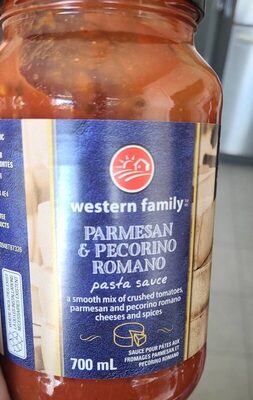 western family
PARMESAN
& PECORINO
ROMANO
pasta sauce
a smooth mix of crushed tomatoes,
parmesan and pecorino romano
cheeses and spices
700 mL
SAUCE POUR PÂTES AUX
FROMAGES PARMESAN ET
PECORINO ROMANO